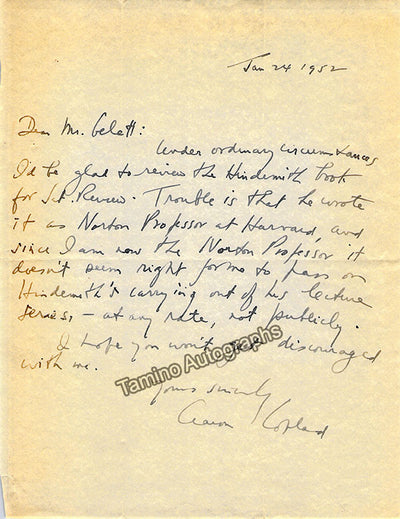 Jan 24 1952
Dear Mr. Gelatt:
Under ordinary circumstances
I'd be glad to review the Hindemith book
for Sat. Review. Trouble is that he wrote
it as Norton Professor at Harvard, and
since I am now the Norton Professor it
doesn't seem right for me to pass on
Hindemith's carrying out of his lecture
series, – at any rate, not publicly.
I hope you won't get discouraged
with me.
Tamino Autographs
Yours sincerely
Aaron Copland